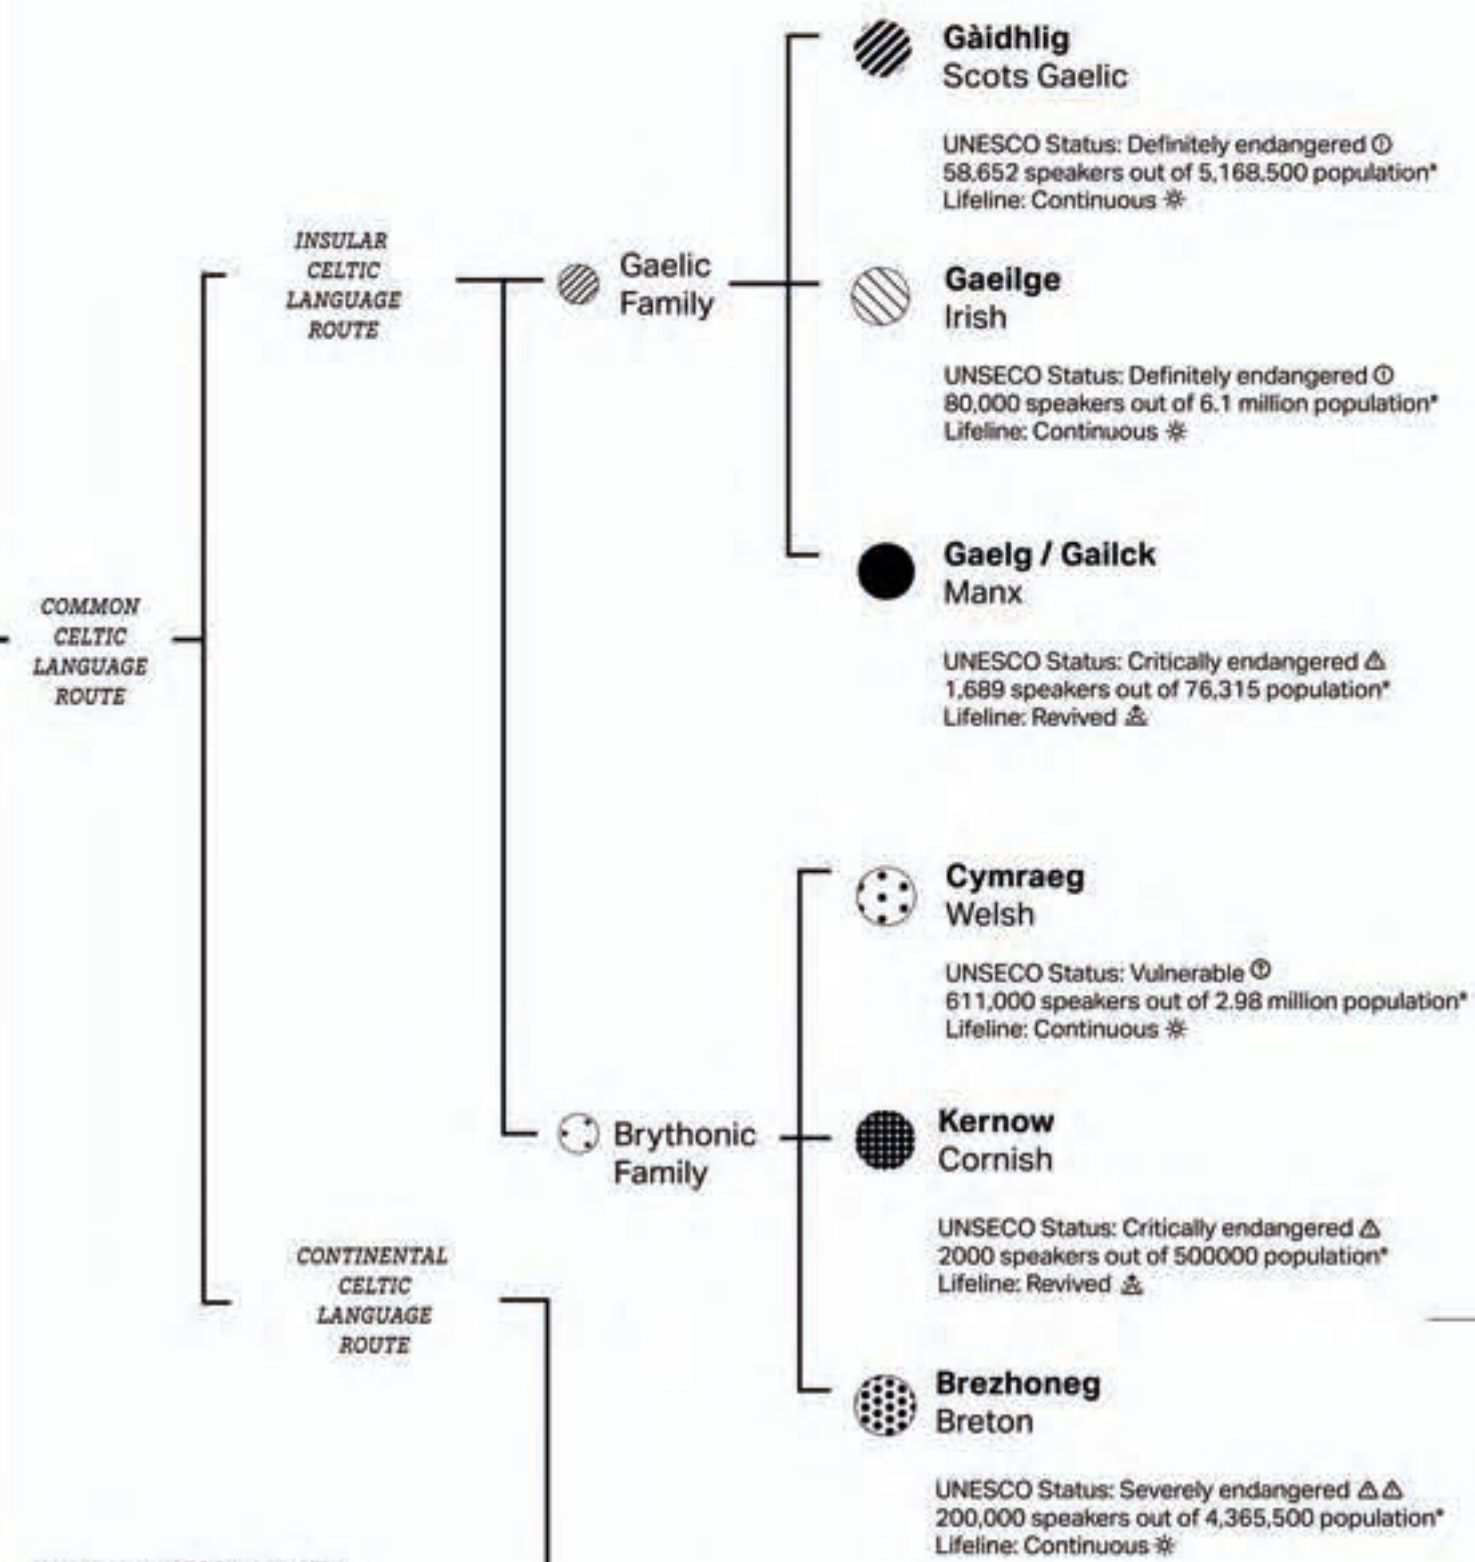 Gàidhlig
Scots Gaelic
UNESCO Status: Definitely endangered
58,652 speakers out of 5,168,500 population*
Lifeline: Continuous
INSULAR
CELTIC
LANGUAGE
ROUTE
Gaelic
Family
Gaeilge
Irish
UNSECO Status: Definitely endangered
80,000 speakers out of 6.1 million population*
Lifeline: Continuous
Gaelg / Gailck
Manx
UNESCO Status: Critically endangered
1,689 speakers out of 76,315 population*
Lifeline: Revived
COMMON
CELTIC
LANGUAGE
ROUTE
Cymraeg
Welsh
UNSECO Status: Vulnerable
611,000 speakers out of 2.98 million population*
Lifeline: Continuous
Brythonic
Family
Kernow
Cornish
UNSECO Status: Critically endangered
2000 speakers out of 500000 population*
Lifeline: Revived
CONTINENTAL
CELTIC
LANGUAGE
ROUTE
Brezhoneg
Breton
UNESCO Status: Severely endangered
200,000 speakers out of 4,365,500 population*
Lifeline: Continuous